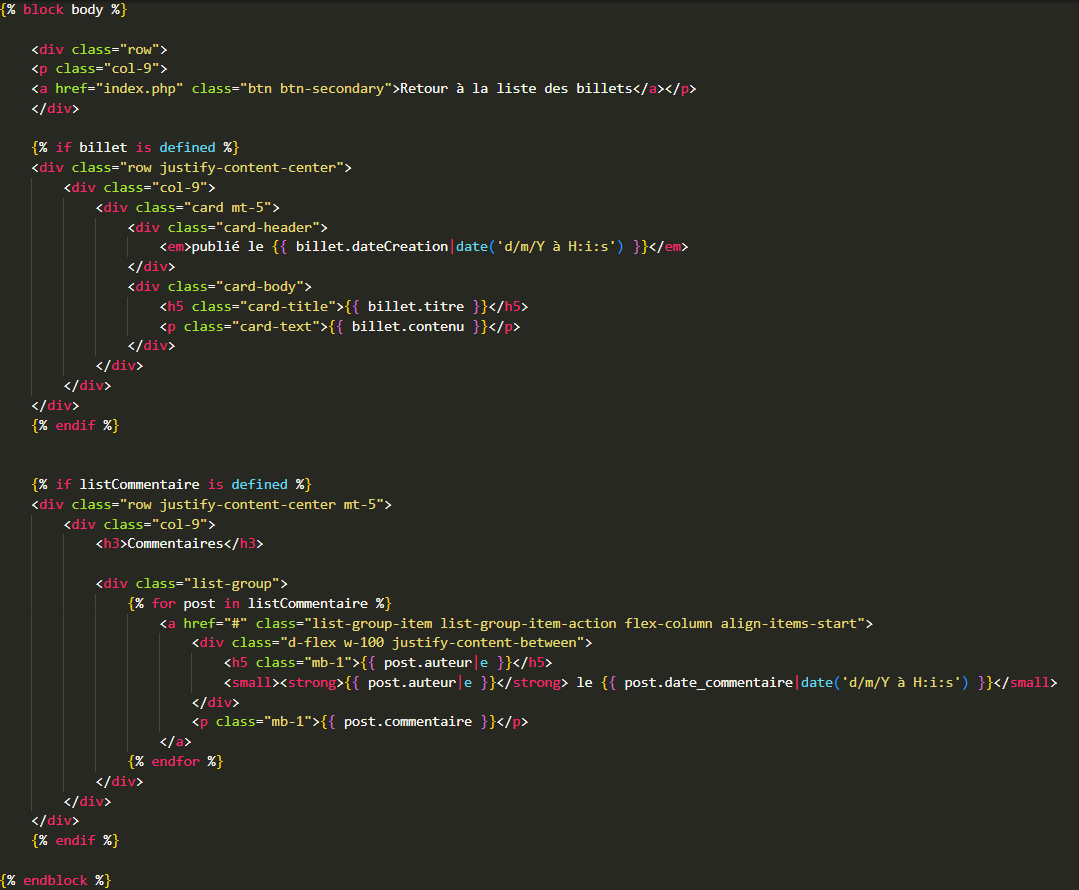 {% block body %}
<div class="row">
<p class="col-9">
<a href="index.php" class="btn btn-secondary">Retour à la liste des billets</a></p>
</div>
{% if billet is defined %}
<div class="row justify-content-center">
<div class="col-9">
<div class="card mt-5">
<div class="card-header">
<em>publié le {{ billet.dateCreation|date('d/m/Y à H:i:s') }}</em>
</div>
<div class="card-body">
<h5 class="card-title">{{ billet.titre }}</h5>
<p class="card-text">{{ billet.contenu }}</p>
</div>
</div>
</div>
</div>
{% endif %}
{% if listCommentaire is defined %}
<div class="row justify-content-center mt-5">
<div class="col-9">
<h3>Commentaires</h3>
<div class="list-group">
{% for post in listCommentaire %}
<a href="#" class="list-group-item list-group-item-action flex-column align-items-start">
<div class="d-flex w-100 justify-content-between">
<h5 class="mb-1">{{ post.auteur|e }}</h5>
<small><strong>{{ post.auteur|e }}</strong> le {{ post.date_commentaire|date('d/m/Y à H:i:s') }}</small>
</div>
<p class="mb-1">{{ post.commentaire }}</p>
</a>
{% endfor %}
</div>
</div>
</div>
{% endif %}
{% endblock %}